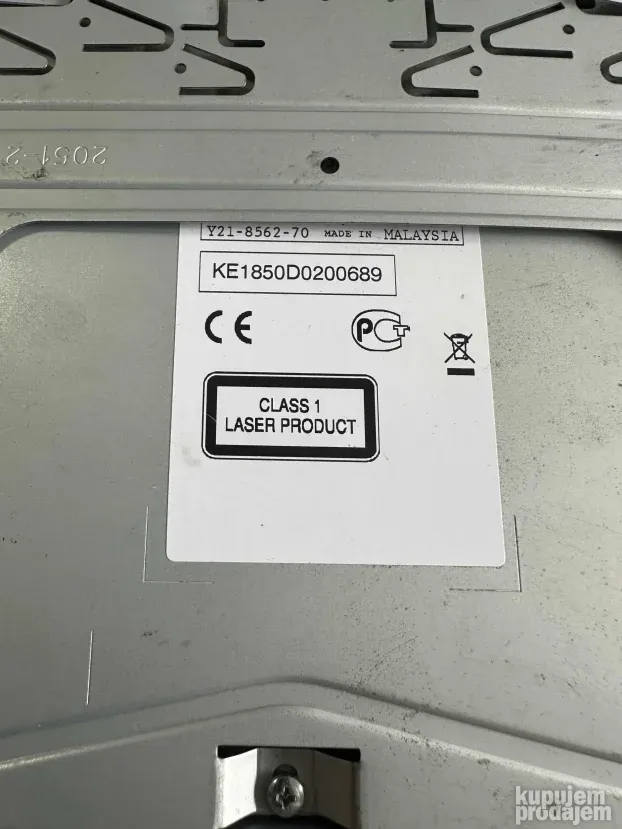 2051-2
Y21-8562-70 MADE IN MALAYSIA
KE1850D0200689
CE
PCT
CLASS 1
LASER PRODUCT
kupujem
prodajem